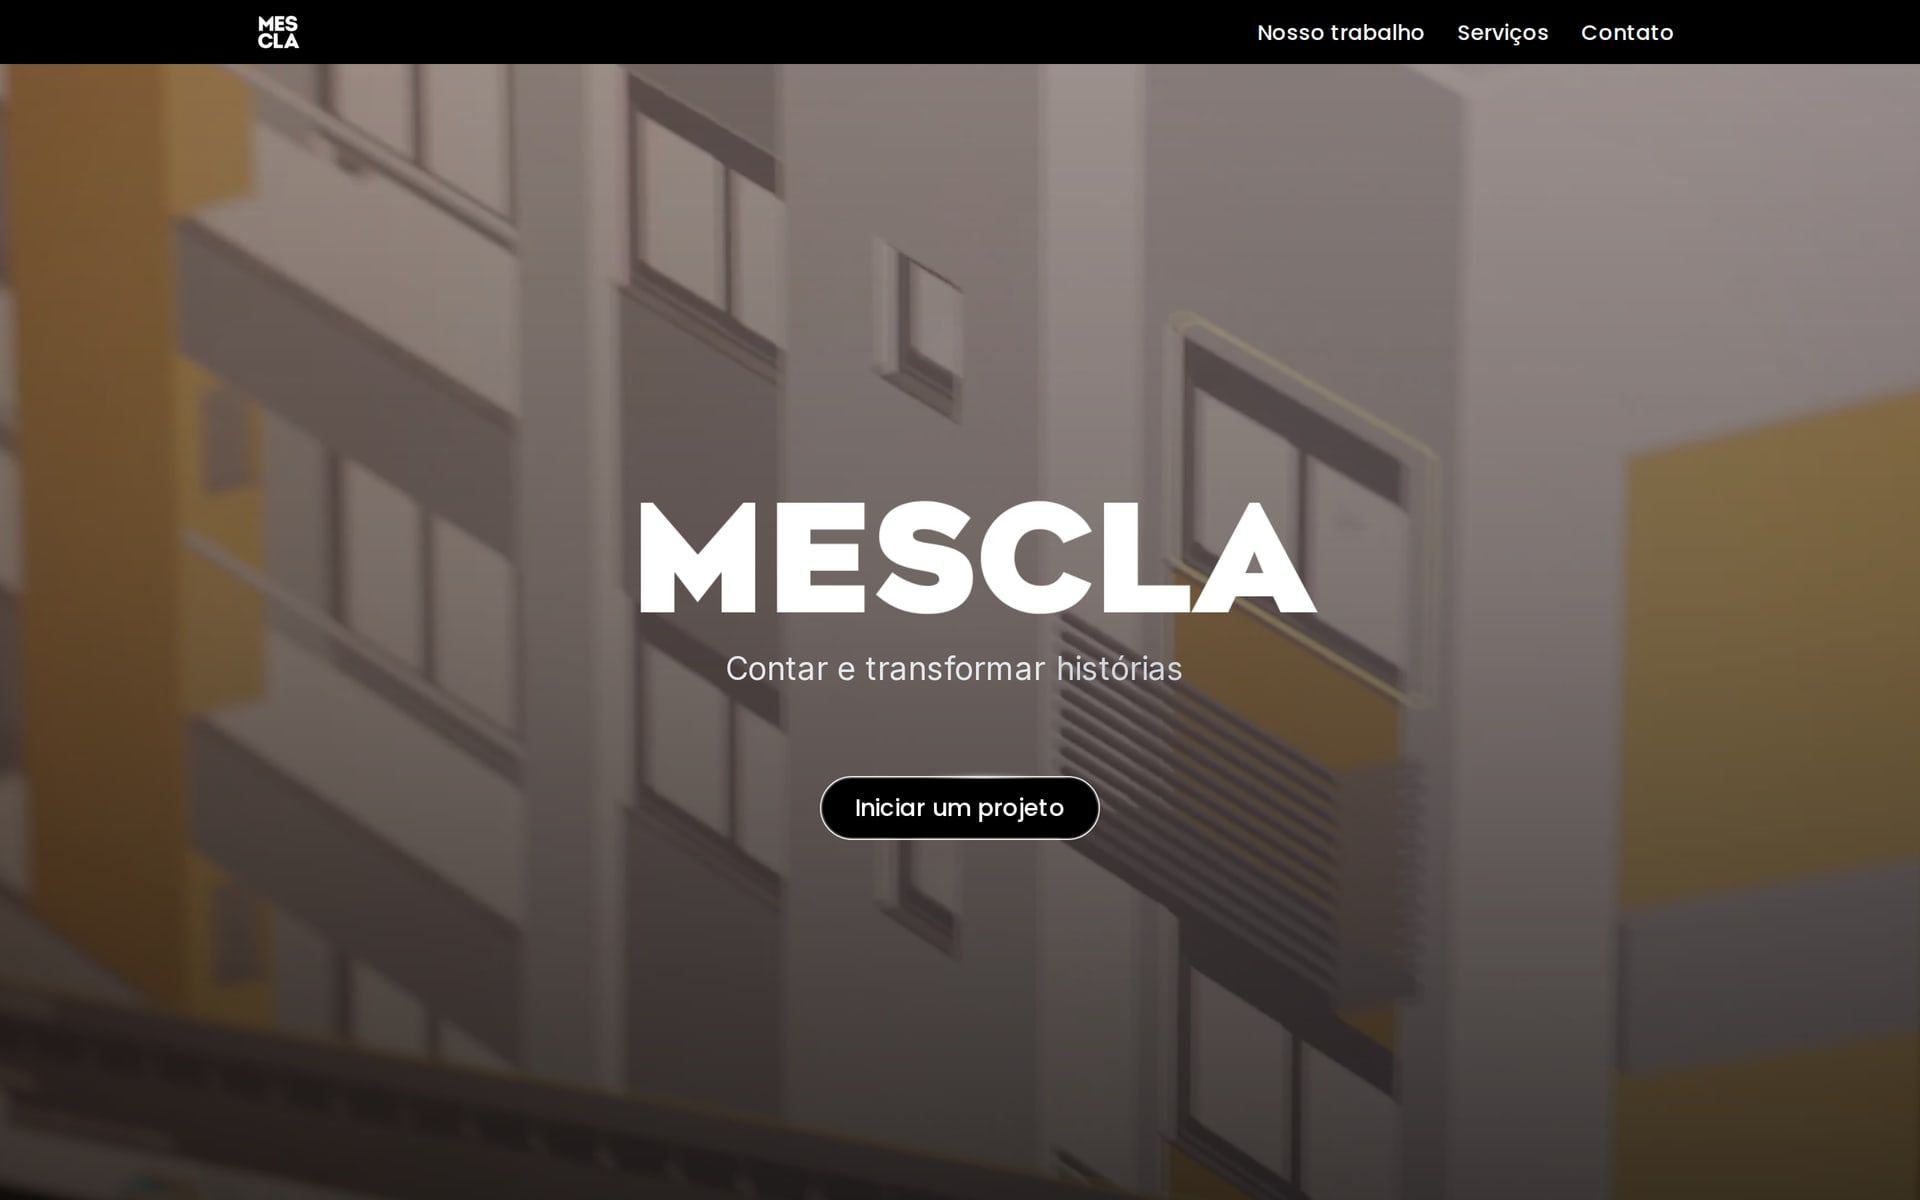 MES
CLA
Nosso trabalho Serviços Contato
MESCLA
Contar e transformar histórias
Iniciar um projeto